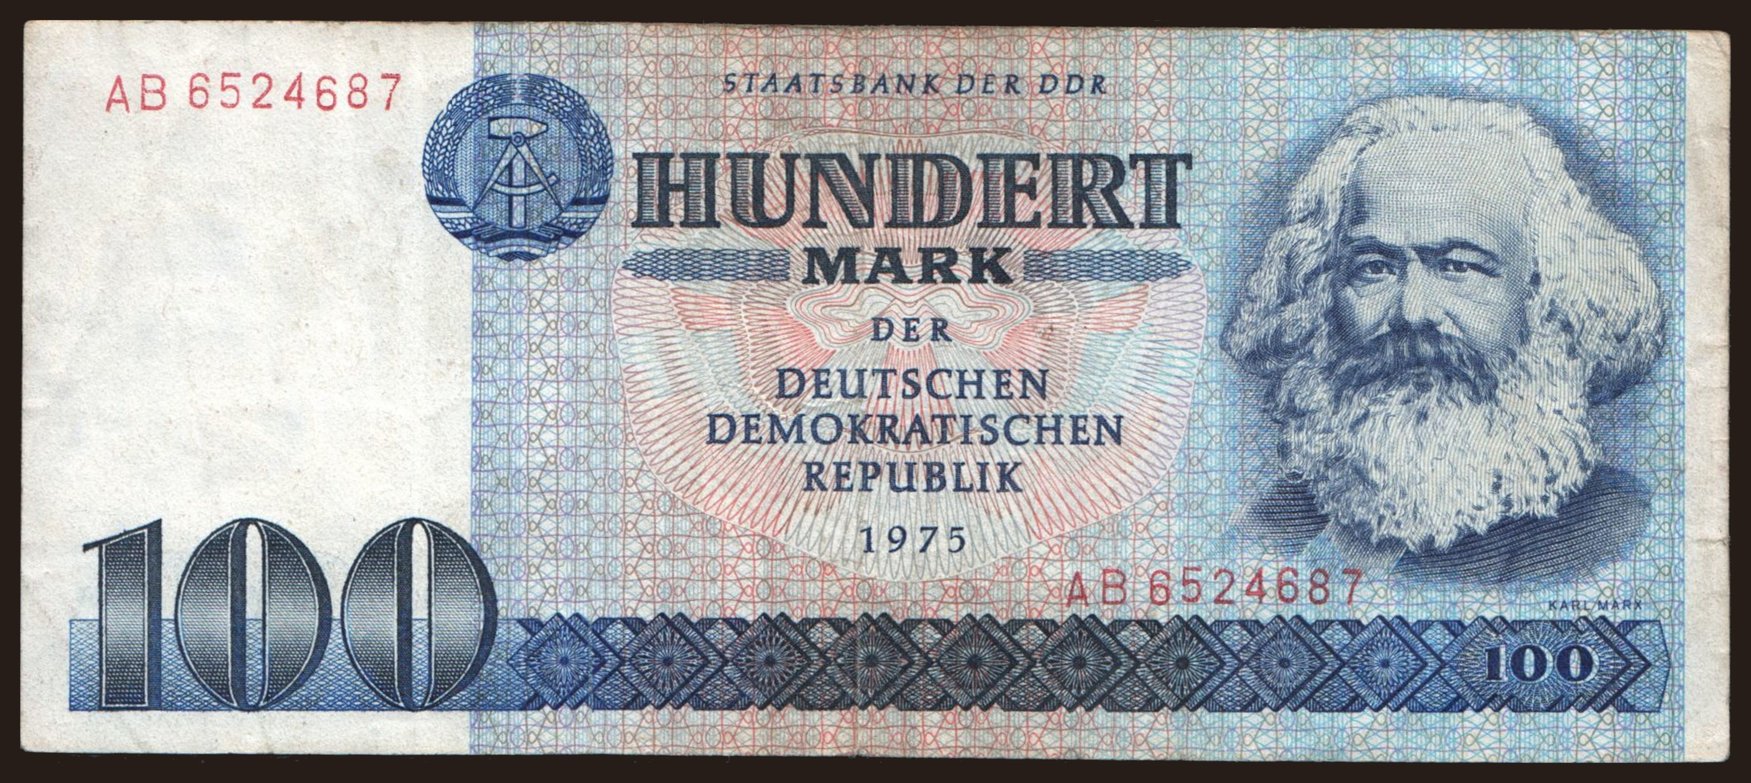 AB 6524687
STAATSBANK DER DDR
HUNDERT
MARK
DER
DEUTSCHEN
DEMOKRATISCHEN
REPUBLIK
1975
AB 6524687
KARL MARX
100
100